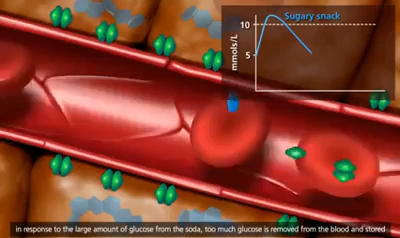 Sugary snack
10
mmols/L
5
in response to the large amount of glucose from the soda, too much glucose is removed from the blood and stored